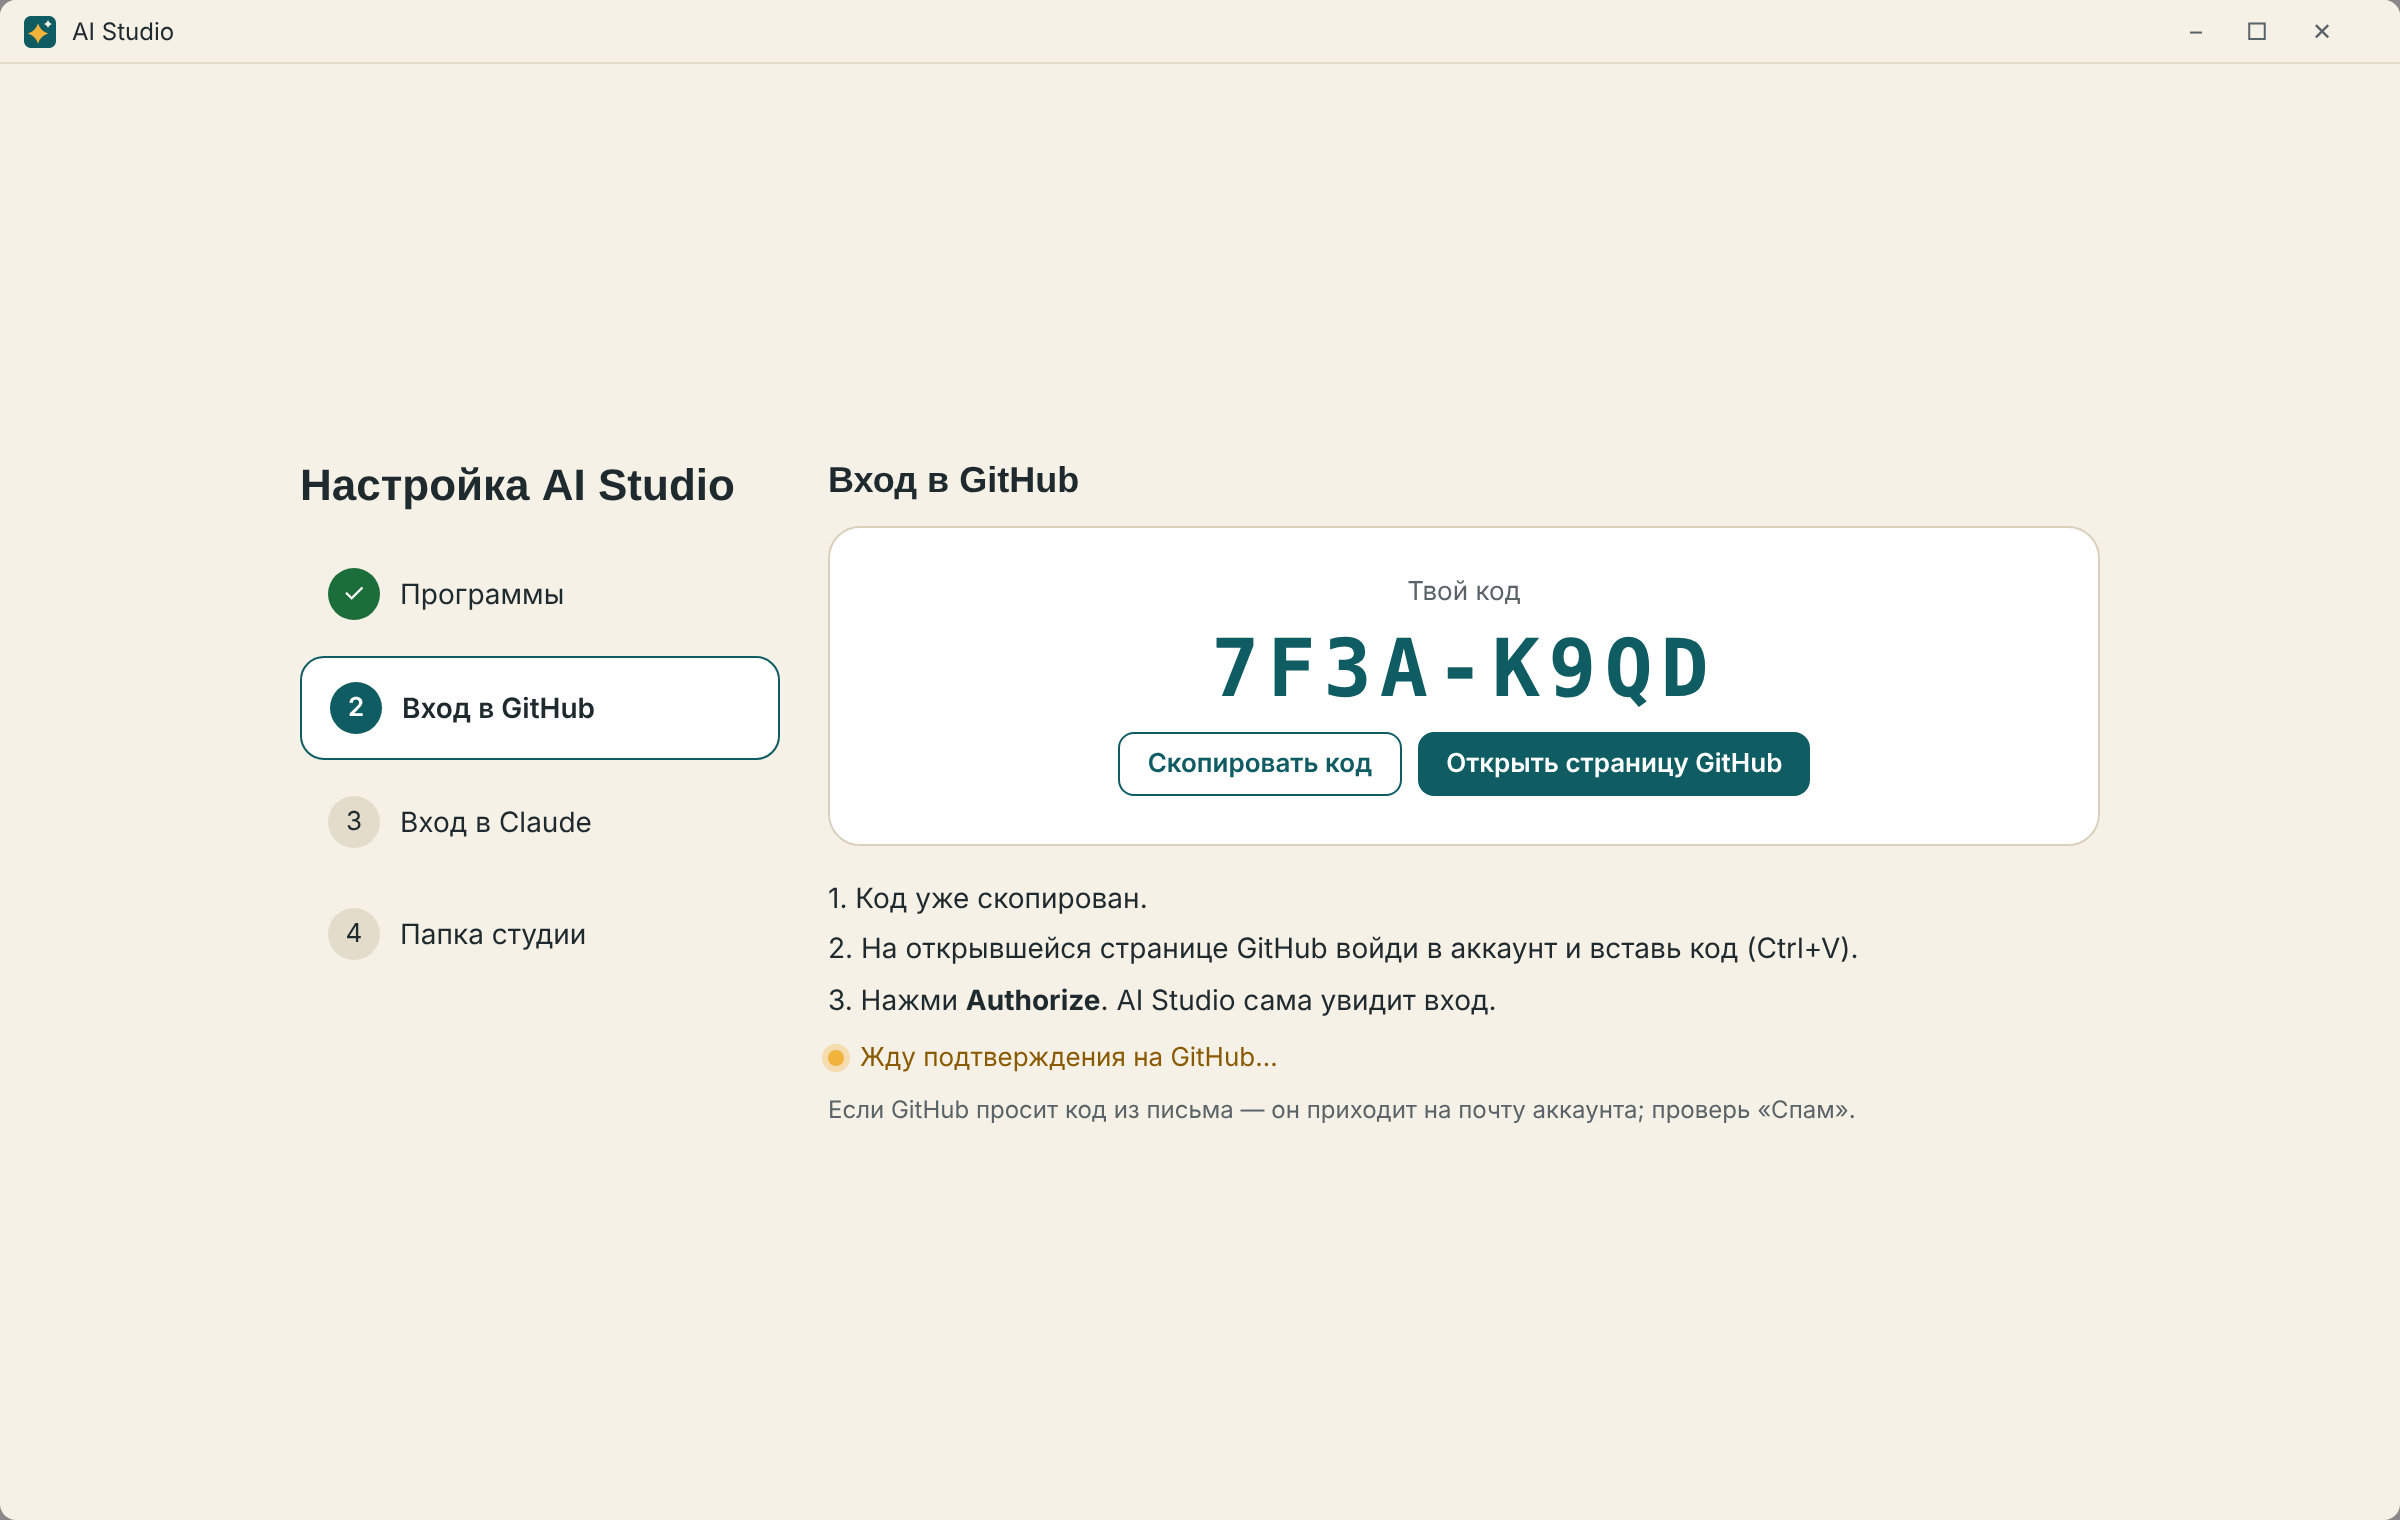 AI Studio
Настройка AI Studio
Программы
2 Вход в GitHub
3 Вход в Claude
4 Папка студии
Вход в GitHub
Твой код
7F3A-K9QD
Скопировать код
Открыть страницу GitHub
1. Код уже скопирован.
2. На открывшейся странице GitHub войди в аккаунт и вставь код (Ctrl+V).
3. Нажми Authorize. AI Studio сама увидит вход.
Жду подтверждения на GitHub...
Если GitHub просит код из письма — он приходит на почту аккаунта; проверь «Спам».